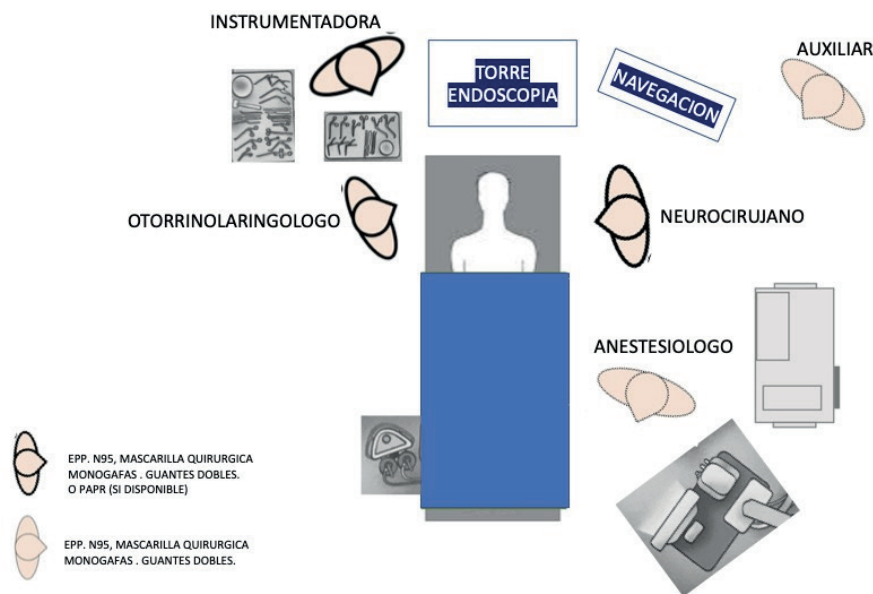 INSTRUMENTADORA
TORRE
ENDOSCOPIA
NAVEGACION
AUXILIAR
OTORRINOLARINGOLOGO
NEUROCIRUJANO
ANESTESIOLOGO
EPP. N95, MASCARILLA QUIRURGICA
MONOGAFAS . GUANTES DOBLES.
O PAPR (SI DISPONIBLE)
EPP. N95, MASCARILLA QUIRURGICA
MONOGAFAS . GUANTES DOBLES.